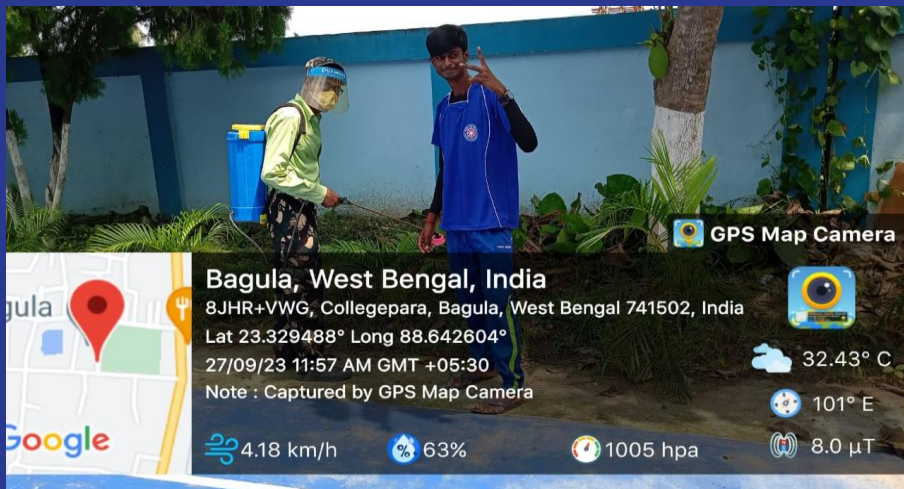 GPS Map Camera
Bagula, West Bengal, India
8JHR+VWG, Collegepara, Bagula, West Bengal 741502, India
Lat 23.329488° Long 88.642604°
27/09/23 11:57 AM GMT +05:30
Note : Captured by GPS Map Camera
gula
Google
32.43° C
101° E
4.18 km/h
63%
1005 hpa
8.0 µT